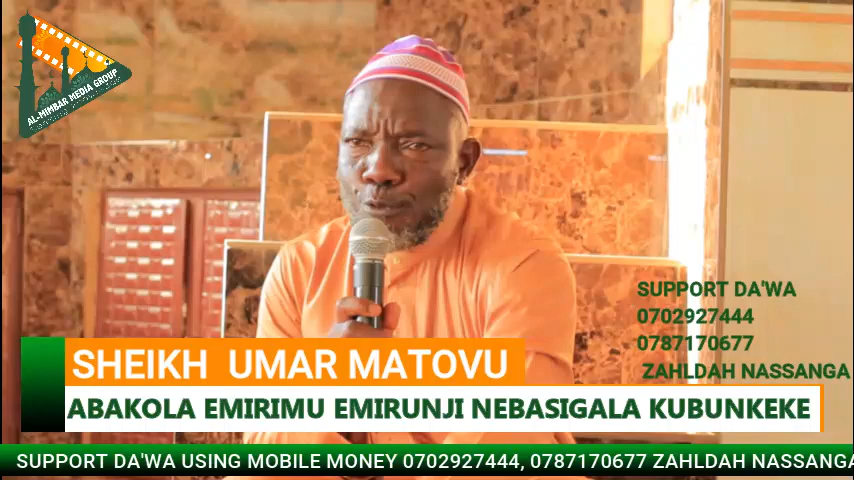 AL-MIMBAR MEDIA GROUP
SUPPORT DA'WA
0702927444
0787170677
ZAHLDAH NASSANGA
SHEIKH UMAR MATOVU
ABAKOLA EMIRIMU EMIRUNJI NEBASIGALA KUBUNKEKE
SUPPORT DA'WA USING MOBILE MONEY 0702927444, 0787170677 ZAHLDAH NASSANGA